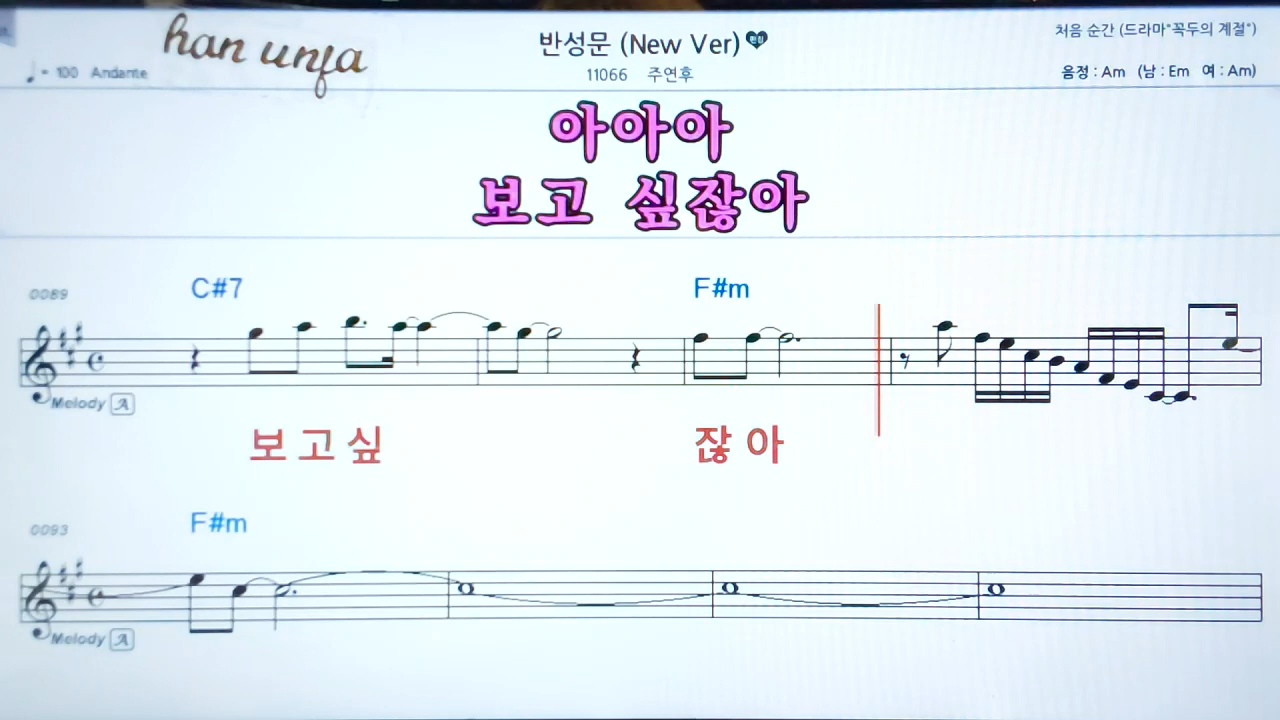 han unja
반성문 (New Ver)
처음 순간 (드라마"꼭두의 계절")
= 100 Andante
11066 주연후
음정 : Am (남 : Em 여 : Am)
아아아
보고 싶잖아
0089 C#7 F#m
Melody A
보 고 싶 잖 아
0093 F#m
Melody A